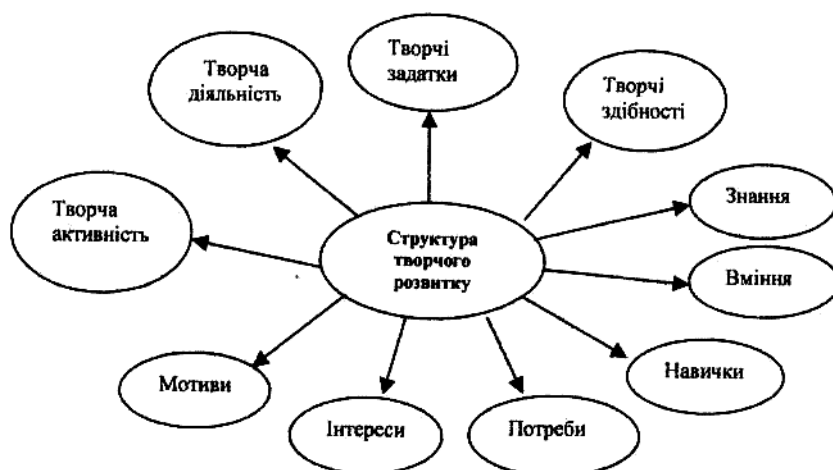 Творча
діяльність
Творчі
задатки
Творчі
здібності
Творча
активність
Структура
творчого
розвитку
Знання
Вміння
Навички
Мотиви
Інтереси
Потреби